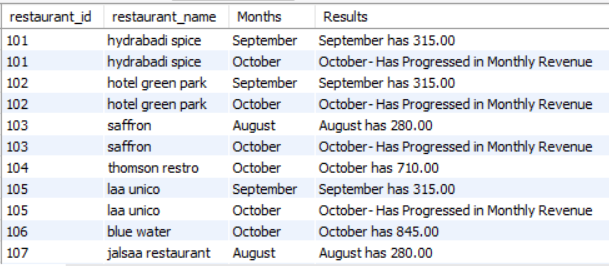 restaurant_id restaurant_name Months Results
101 hydrabadi spice September September has 315.00
101 hydrabadi spice October October- Has Progressed in Monthly Revenue
102 hotel green park September September has 315.00
102 hotel green park October October- Has Progressed in Monthly Revenue
103 saffron August August has 280.00
103 saffron October October- Has Progressed in Monthly Revenue
104 thomson restro October October has 710.00
105 laa unico September September has 315.00
105 laa unico October October- Has Progressed in Monthly Revenue
106 blue water October October has 845.00
107 jalsaa restaurant August August has 280.00